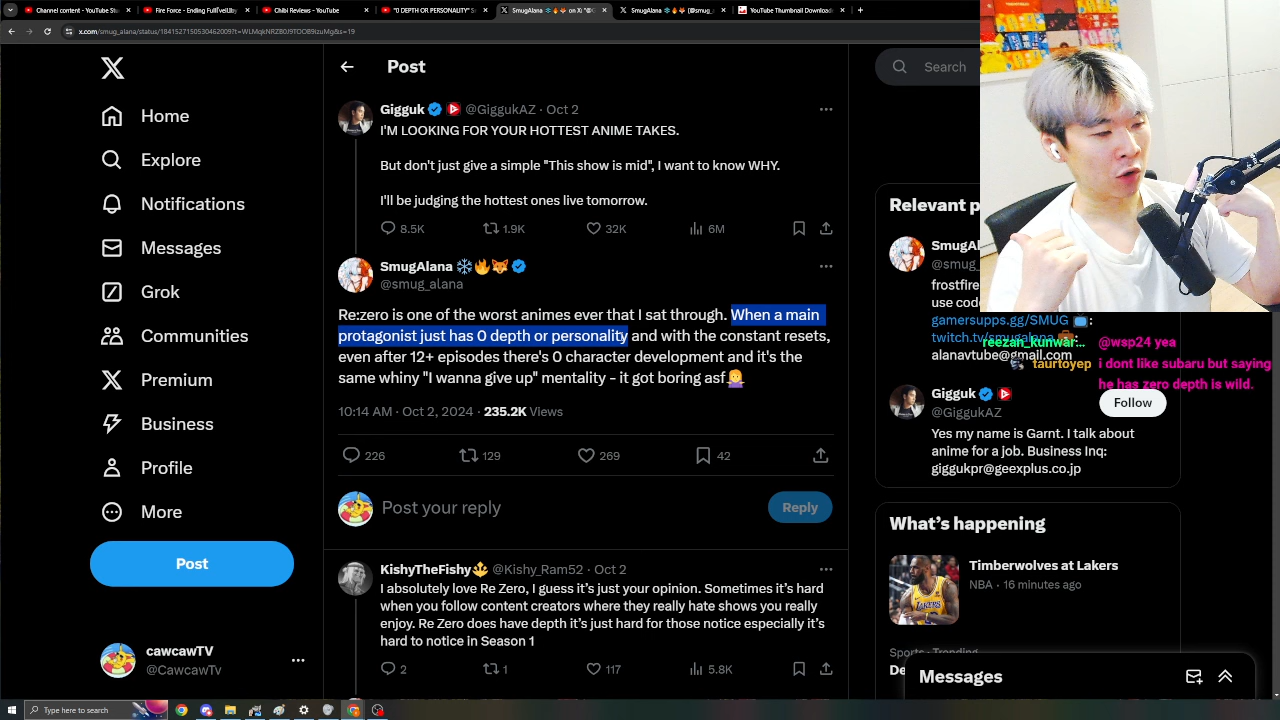 Channel content - YouTube St
Fire Force - Ending Full
Chibi Reviews - YouTube
"0 DEPTH OR PERSONALITY" S
SmugAlana
on X: "@G
SmugAlana
(@smug_
YouTube Thumbnail Download
x.com/smug_alana/status/1841527150530462009?t=WLMqkNRZB0J9TOOB9izuMg&s=19
Post
Search
Home
Explore
Notifications
Messages
Grok
Communities
Premium
Business
Profile
More
Post
cawcawTV
@CawcawTv
Gigguk @GiggukAZ · Oct 2
I'M LOOKING FOR YOUR HOTTEST ANIME TAKES.
But don't just give a simple "This show is mid", I want to know WHY.
I'll be judging the hottest ones live tomorrow.
8.5K 1.9K 32K 6M
SmugAlana ❄️🔥🦊
@smug_alana
Re:zero is one of the worst animes ever that I sat through. When a main
protagonist just has 0 depth or personality and with the constant resets,
even after 12+ episodes there's 0 character development and it's the
same whiny "I wanna give up" mentality - it got boring asf🤷‍♀️
10:14 AM · Oct 2, 2024 · 235.2K Views
226 129 269 42
Post your reply
Reply
KishyTheFishy🔱 @Kishy_Ram52 · Oct 2
I absolutely love Re Zero, I guess it's just your opinion. Sometimes it's hard
when you follow content creators where they really hate shows you really
enjoy. Re Zero does have depth it's just hard for those notice especially it's
hard to notice in Season 1
2 1 117 5.8K
Relevant p
SmugAl
@smug_
frostfire
use code
gamersupps.gg/SMUG 📺:
twitch.tv/smugalana 💼:
alanavtube@gmail.com
reezan_kunwar... @wsp24 yea
taurtoyep i dont like subaru but saying
he has zero depth is wild.
Gigguk
@GiggukAZ
Follow
Yes my name is Garnt. I talk about
anime for a job. Business Inq:
giggukpr@geexplus.co.jp
What's happening
Timberwolves at Lakers
NBA · 16 minutes ago
Sports · Trending
De
Messages
Type here to search